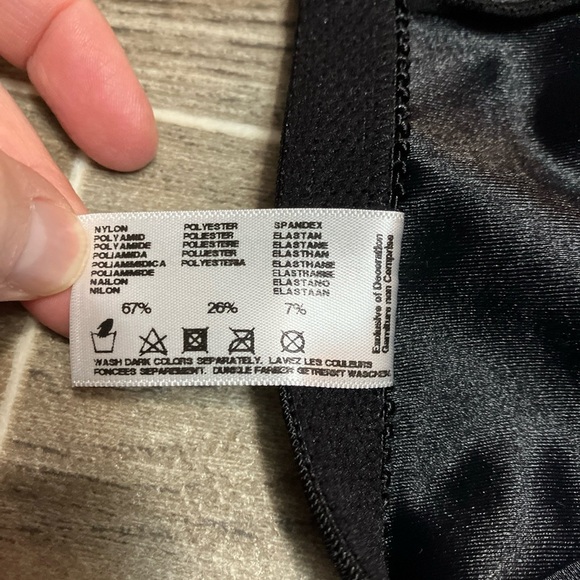 NYLON
POLYAMID
POLYAMIDE
POLIAMIDA
POLIAMMIDICA
POLIAMMIDE
NAILON
NILON
67%
POLYESTER
POLIESTER
POLIESTERE
POLIJESTER
POLYESTERIA
26%
SPANDEX
ELASTAN
ELASTANE
ELASTHAN
ELASTHANE
ELASTHANNE
ELASTANO
ELASTAAN
7%
WASH DARK COLORS SEPARATELY. LAVEZ LES COULEURS
FONCEES SEPAREMENT. DUNKLE FARBEN GETRENNT WASCHEN.
Exclusive of Decoration
Garniture non Comprise